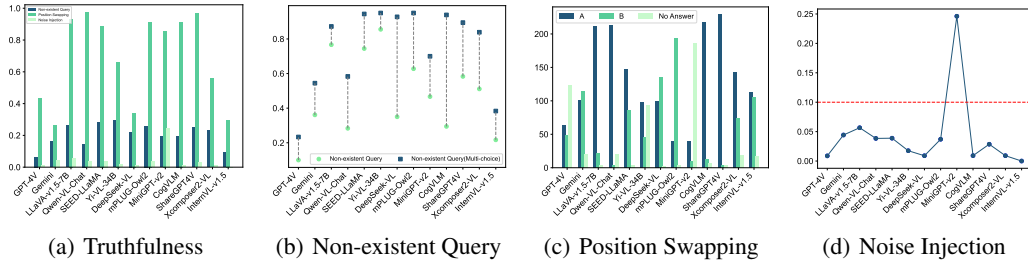 Non-existent Query
Position Swapping
Noise Injection
1.0
0.8
0.6
0.4
0.2
0.0
GPT-4V
Gemini
LLaVA-v1.5-7B
Qwen-VL-Chat
SEED-LLaMA
Yi-VL-34B
DeepSeek-VL
mPLUG-Owl2
MiniGPT-v2
CogVLM
ShareGPT4V
Xcomposer2-VL
InternVL-v1.5
(a) Truthfulness
1.0
0.8
0.6
0.4
0.2
0.0
Non-existent Query
Non-existent Query(Multi-choice)
GPT-4V
Gemini
LLaVA-v1.5-7B
Qwen-VL-Chat
SEED-LLaMA
Yi-VL-34B
DeepSeek-VL
mPLUG-Owl2
MiniGPT-v2
CogVLM
ShareGPT4V
Xcomposer2-VL
InternVL-v1.5
(b) Non-existent Query
A
B
No Answer
200
150
100
50
0
GPT-4V
Gemini
LLaVA-v1.5-7B
Qwen-VL-Chat
SEED-LLaMA
Yi-VL-34B
DeepSeek-VL
mPLUG-Owl2
MiniGPT-v2
CogVLM
ShareGPT4V
Xcomposer2-VL
InternVL-v1.5
(c) Position Swapping
0.25
0.20
0.15
0.10
0.05
0.00
GPT-4V
Gemini
LLaVA-v1.5-7B
Qwen-VL-Chat
SEED-LLaMA
Yi-VL-34B
DeepSeek-VL
mPLUG-Owl2
MiniGPT-v2
CogVLM
ShareGPT4V
Xcomposer2-VL
InternVL-v1.5
(d) Noise Injection